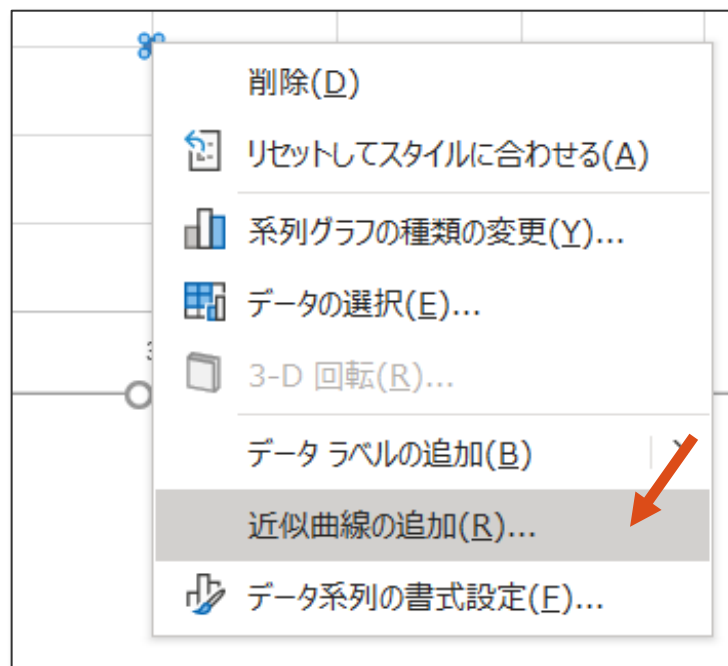 削除(D)
リセットしてスタイルに合わせる(A)
系列グラフの種類の変更(Y)...
データの選択(E)...
3-D 回転(R)...
データ ラベルの追加(B)
近似曲線の追加(R)...
データ系列の書式設定(F)...